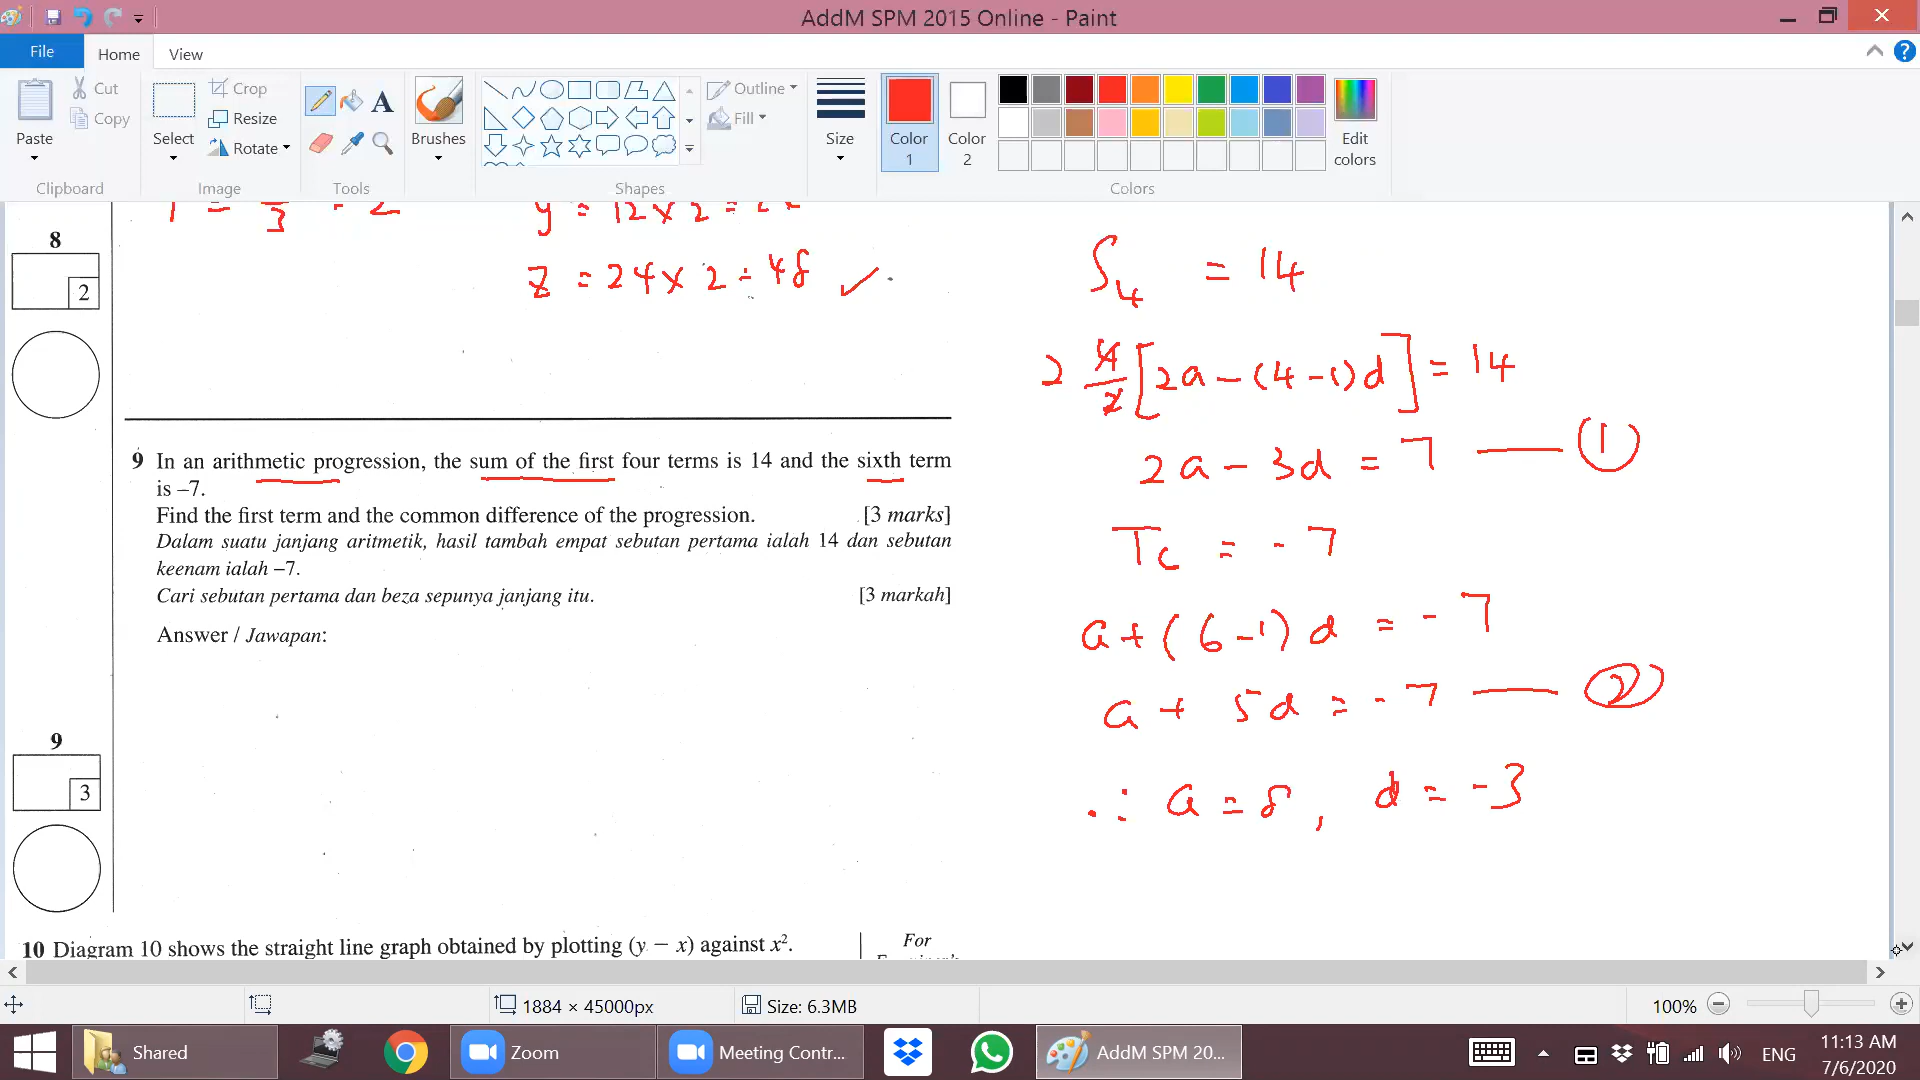 AddM SPM 2015 Online - Paint
File
Home
View
Paste
Cut
Copy
Clipboard
Select
Crop
Resize
Rotate
Image
Tools
Brushes
Shapes
Outline
Fill
Size
Color 1
Color 2
Edit colors
Colors
y = 12 x 2 =
z = 24 x 2 = 48 ✓
8
2
9 In an arithmetic progression, the sum of the first four terms is 14 and the sixth term
is –7.
Find the first term and the common difference of the progression. [3 marks]
Dalam suatu janjang aritmetik, hasil tambah empat sebutan pertama ialah 14 dan sebutan
keenam ialah –7.
Cari sebutan pertama dan beza sepunya janjang itu. [3 markah]
Answer / Jawapan:
9
3
10 Diagram 10 shows the straight line graph obtained by plotting (y − x) against x².
For
S4 = 14
2 4/2 [2a - (4-1)d] = 14
2a - 3d = 7 — ①
T6 = -7
a + (6-1)d = -7
a + 5d = -7 — ②
∴ a = 8, d = -3
1884 × 45000px
Size: 6.3MB
100%
Shared
Zoom
Meeting Contr...
AddM SPM 20...
ENG
11:13 AM
7/6/2020